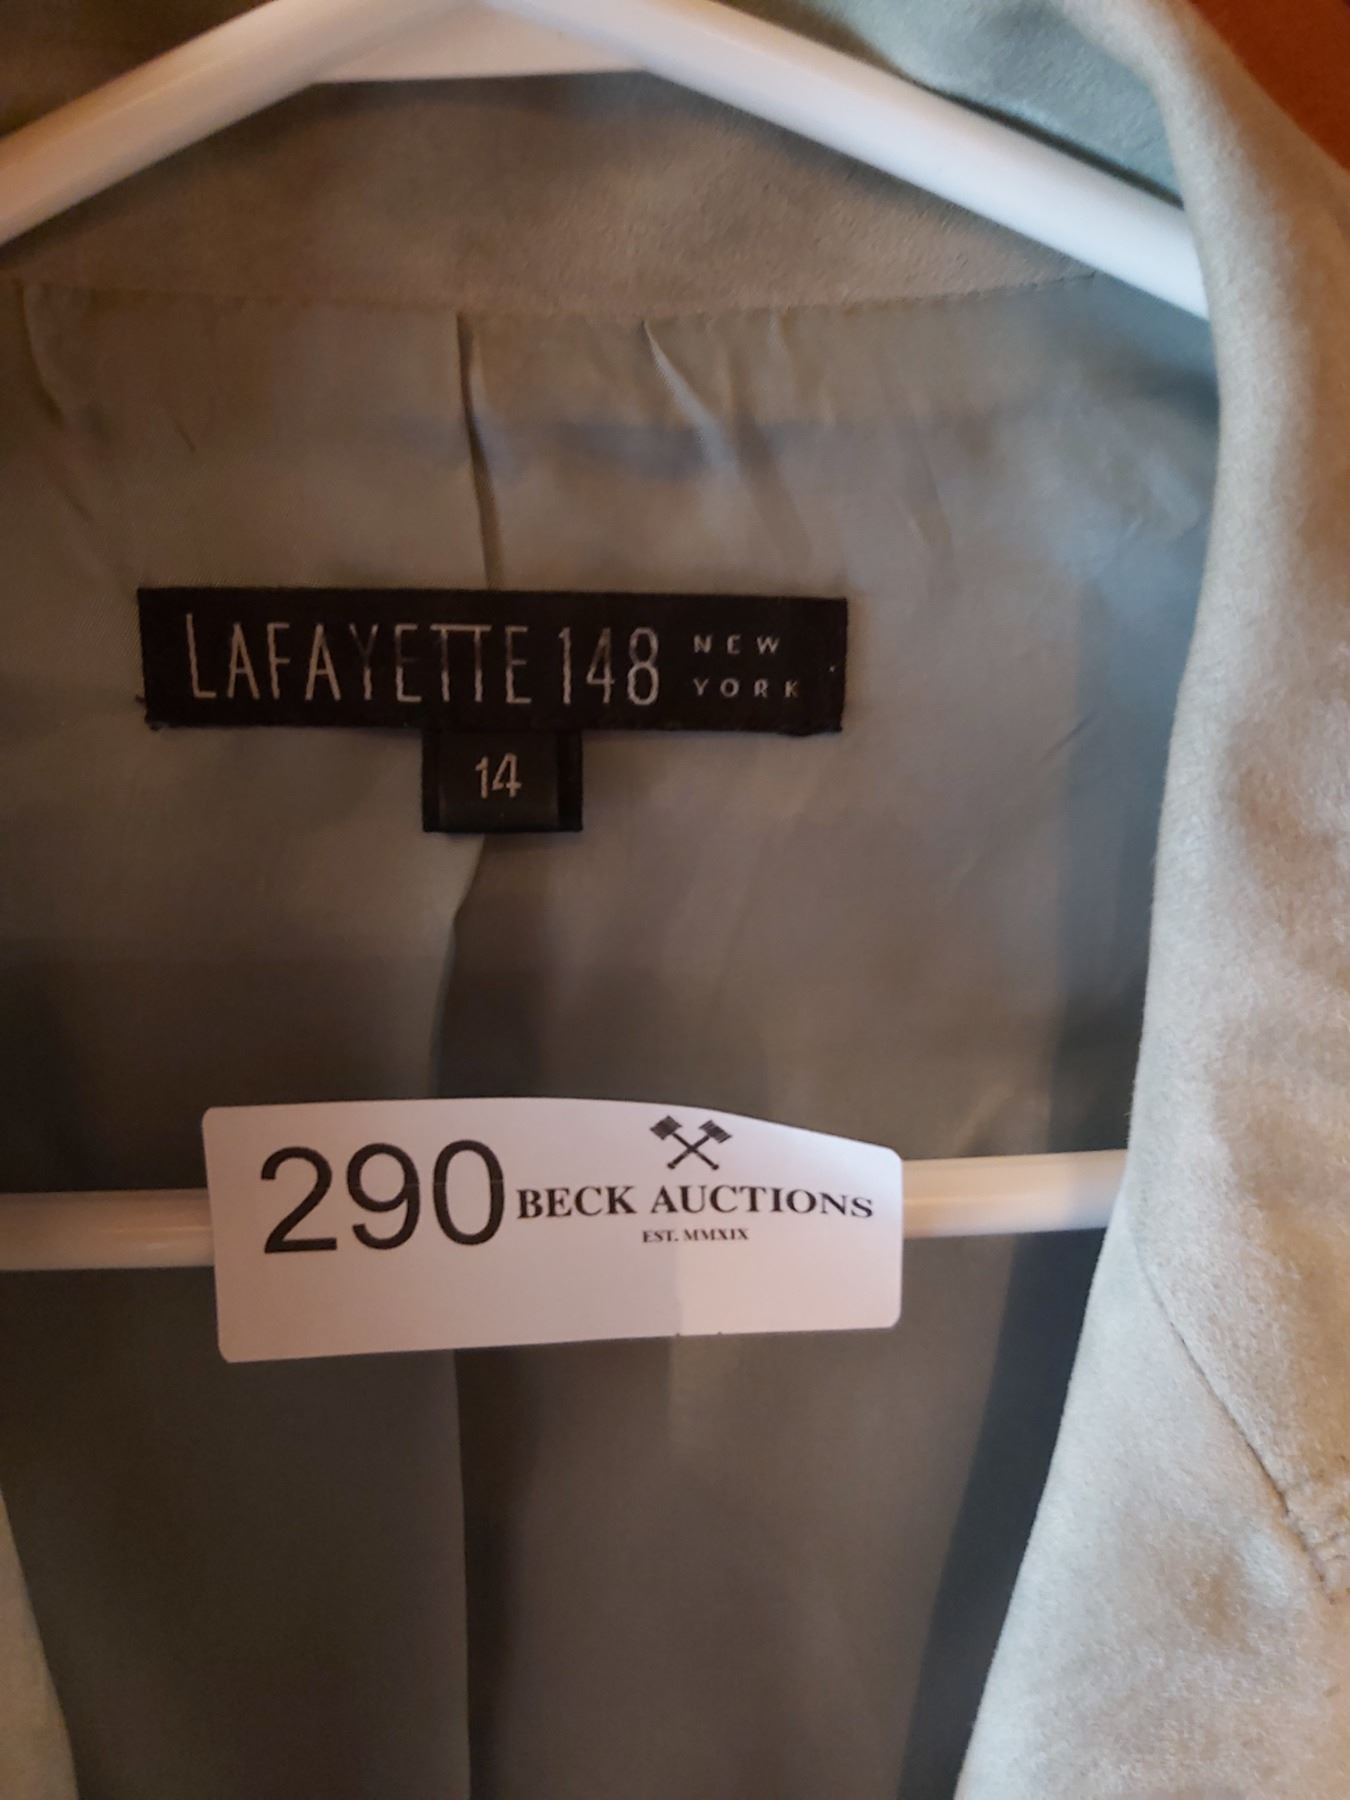 LAFAYETTE 148 NEW
YORK
14
290 BECK AUCTIONS
EST. MMXIX